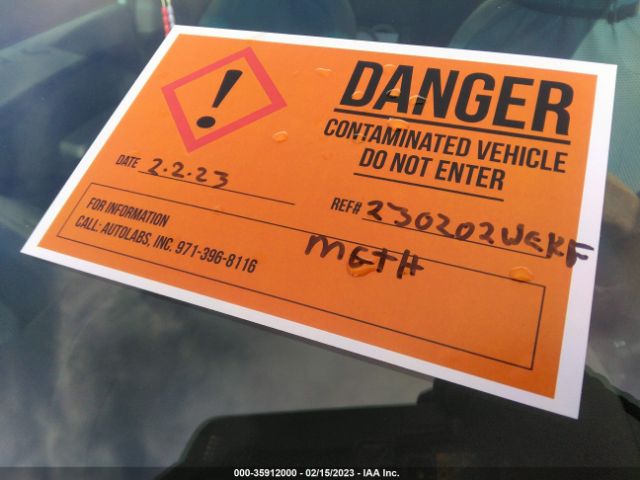 !
DANGER
CONTAMINATED VEHICLE
DO NOT ENTER
DATE 2.2.23
REF# 230202WEKF
FOR INFORMATION
CALL: AUTOLABS, INC. 971-396-8116
METH
000-35912000 - 02/15/2023 - IAA Inc.